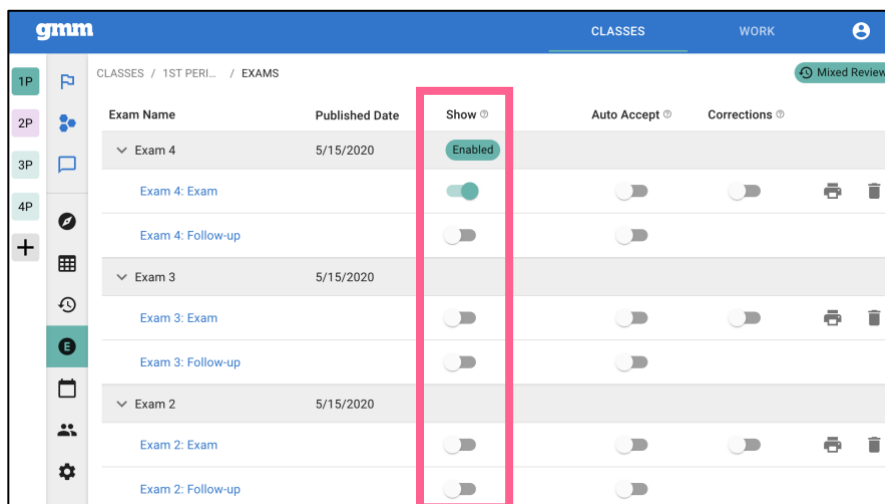 gmm CLASSES WORK
1P CLASSES / 1ST PERI... / EXAMS Mixed Review
2P Exam Name Published Date Show Auto Accept Corrections
Exam 4 5/15/2020 Enabled
3P
Exam 4: Exam
4P
Exam 4: Follow-up
Exam 3 5/15/2020
Exam 3: Exam
E
Exam 3: Follow-up
Exam 2 5/15/2020
Exam 2: Exam
Exam 2: Follow-up